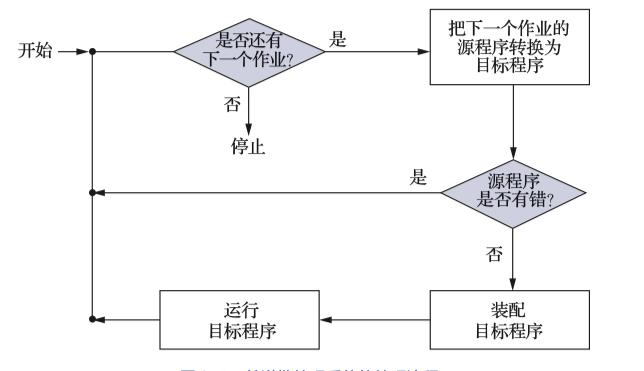 开始
是否还有
下一个作业?
是
把下一个作业的
源程序转换为
目标程序
否
停止
是
源程序
是否有错?
否
运行
目标程序
装配
目标程序